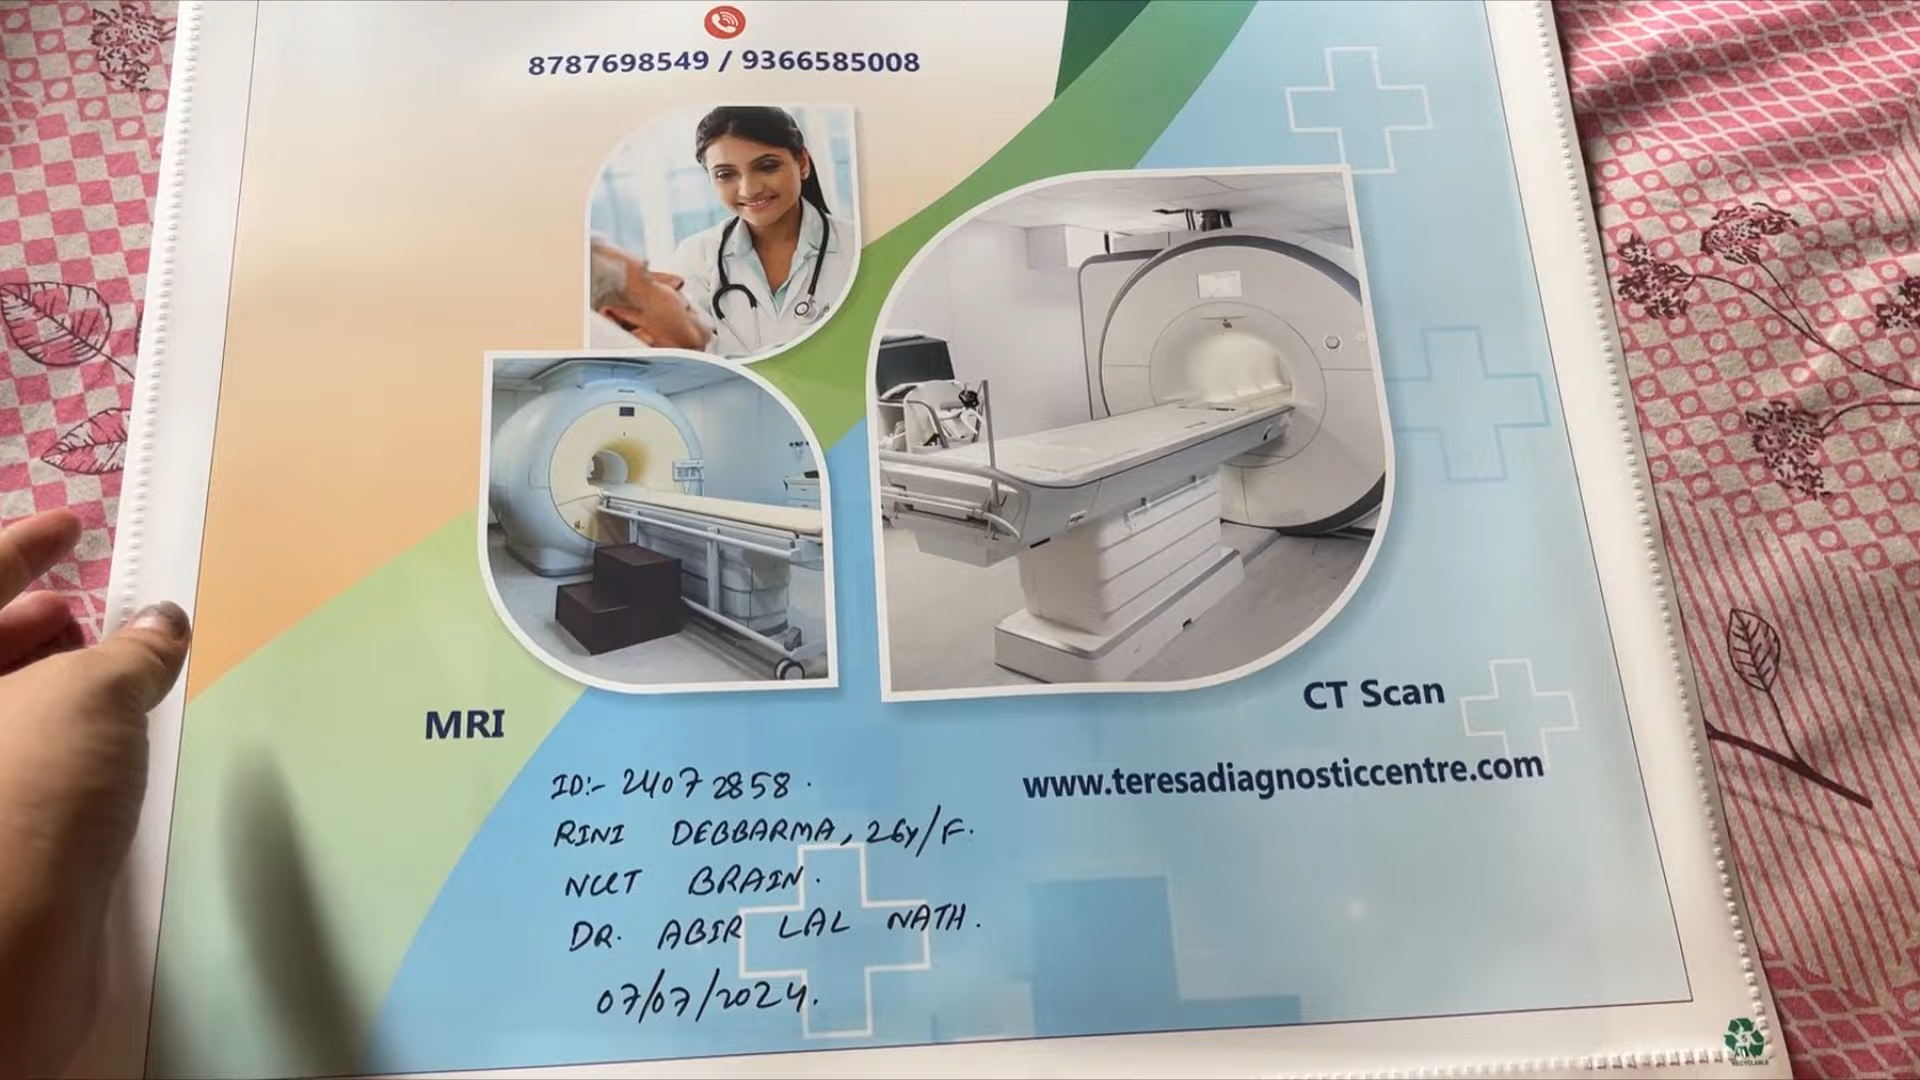 8787698549 / 9366585008
MRI
CT Scan
www.teresadiagnosticcentre.com
ID:- 24072858.
RINI DEBBARMA, 26y/F.
NCCT BRAIN.
DR. ABIR LAL NATH.
07/07/2024.